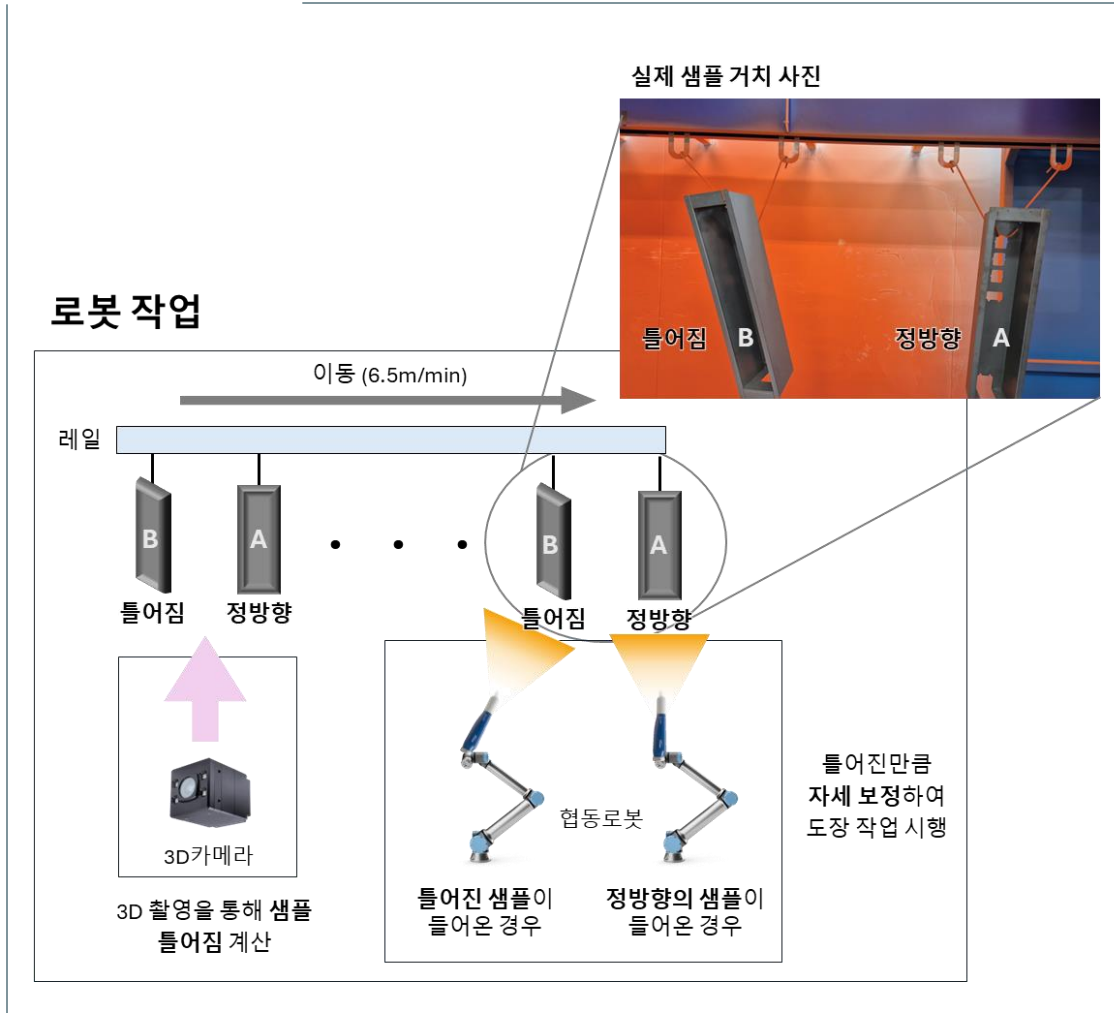 실제 샘플 거치 사진
틀어짐
B
정방향
A
로봇 작업
이동 (6.5m/min)
레일
B
A
B
A
틀어짐
정방향
틀어짐
정방향
3D카메라
3D 촬영을 통해 샘플
틀어짐 계산
협동로봇
틀어진 샘플이
들어온 경우
정방향의 샘플이
들어온 경우
틀어진만큼
자세 보정하여
도장 작업 시행